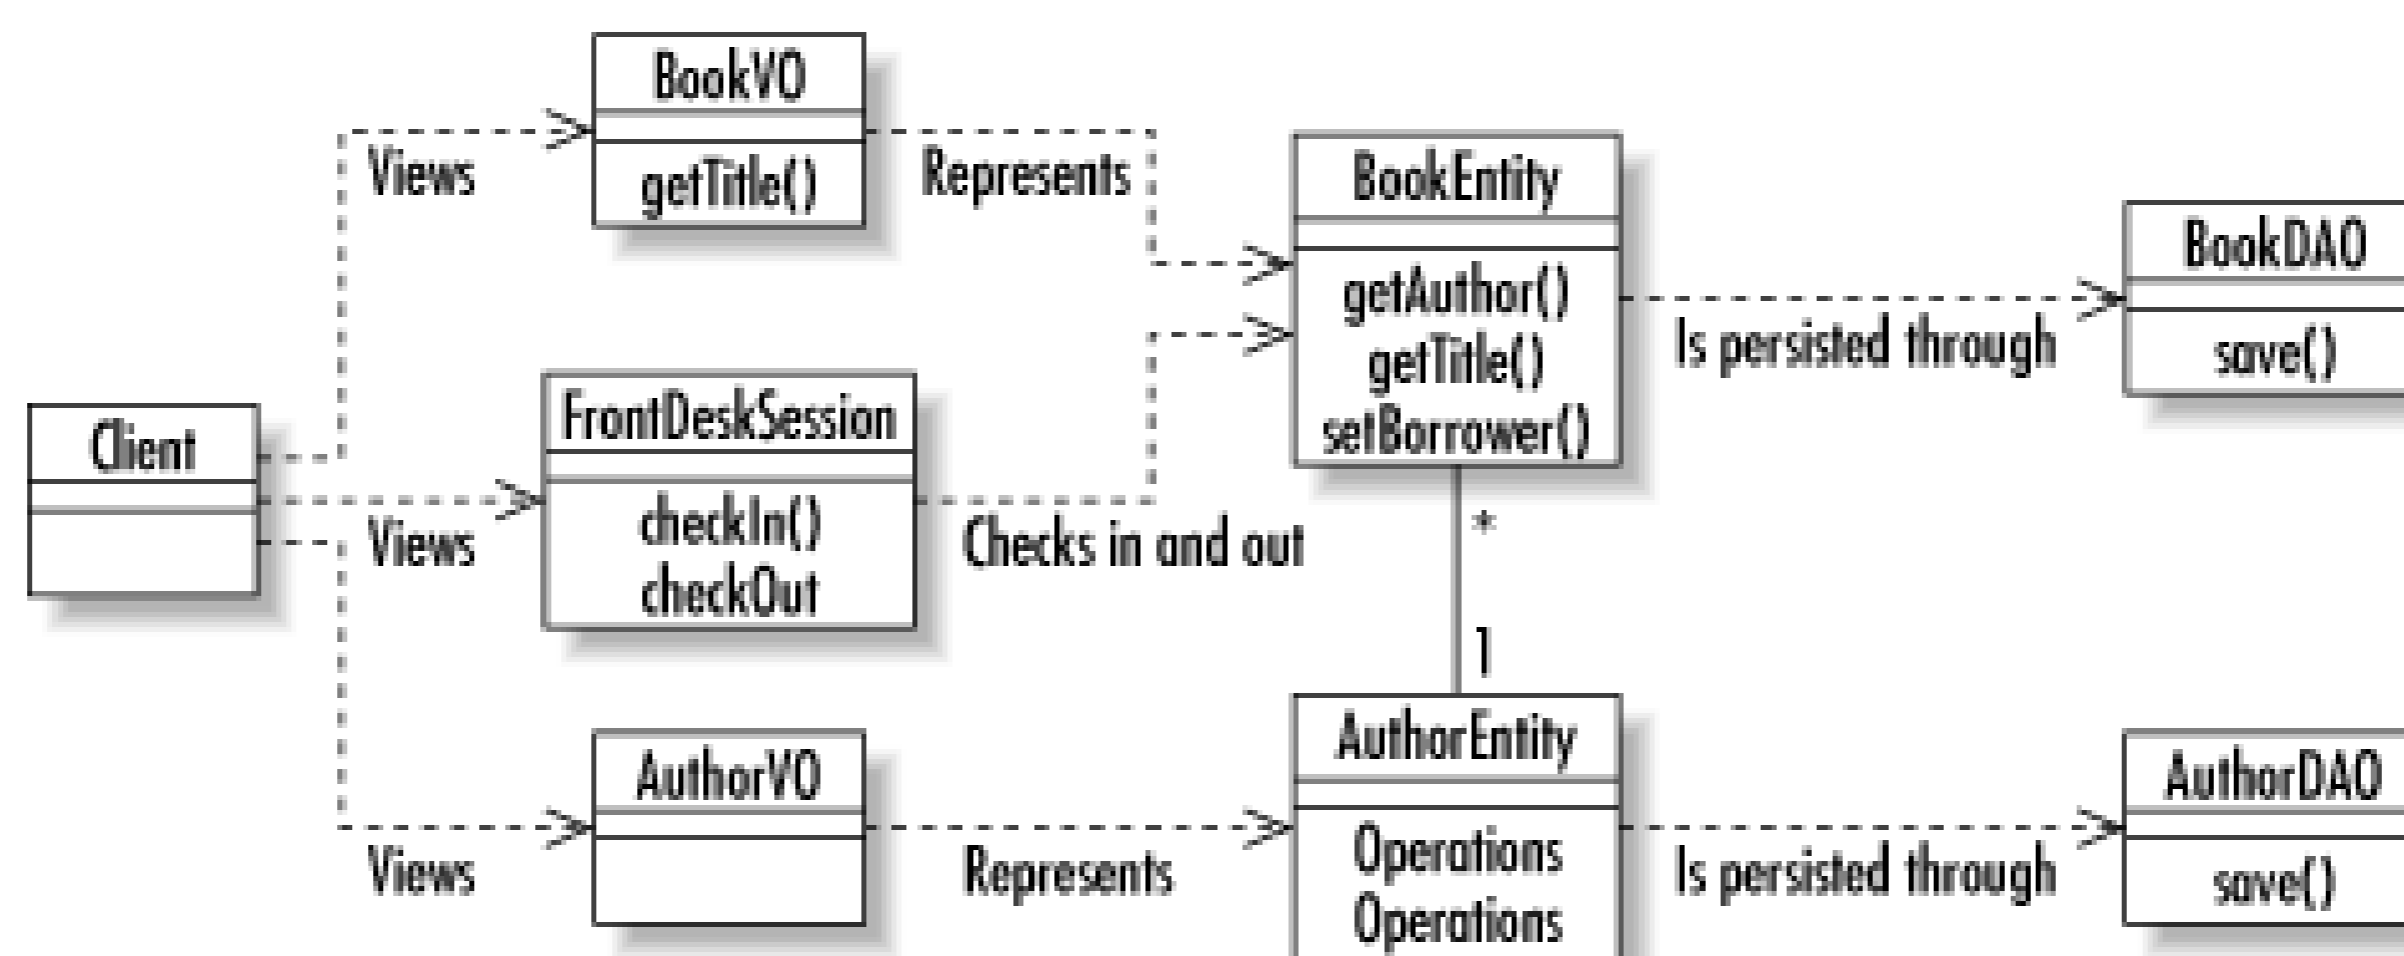 BookVO
getTitle()
Views
Represents
BookEntity
getAuthor()
getTitle()
setBorrower()
BookDAO
save()
Is persisted through
Client
FrontDeskSession
checkIn()
checkOut
Views
Checks in and out
*
1
AuthorVO
Views
Represents
AuthorEntity
Operations
Operations
Is persisted through
AuthorDAO
save()